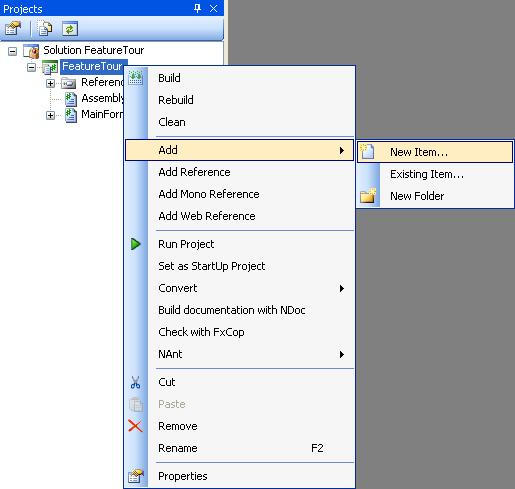 Projects
Solution FeatureTour
FeatureTour
Referenc
Assembly
MainForm
Build
Rebuild
Clean
Add
Add Reference
Add Mono Reference
Add Web Reference
Run Project
Set as StartUp Project
Convert
Build documentation with NDoc
Check with FxCop
NAnt
Cut
Paste
Remove
Rename F2
Properties
New Item...
Existing Item...
New Folder